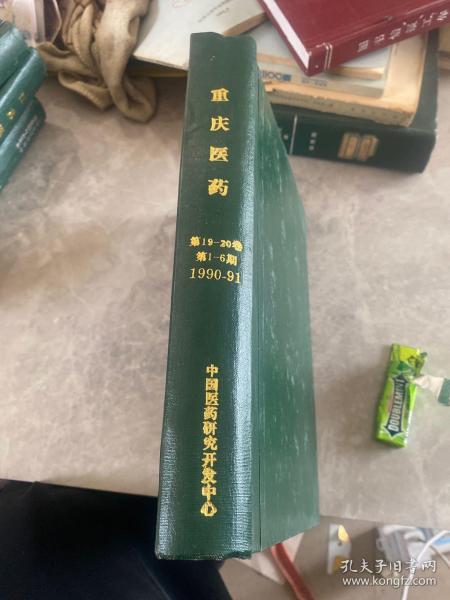 重庆医药
第19-20卷
第1-6期
1990-91
中国医药研究开发中心
DOUBLEMINT
孔夫子旧书网
www.kongfz.com